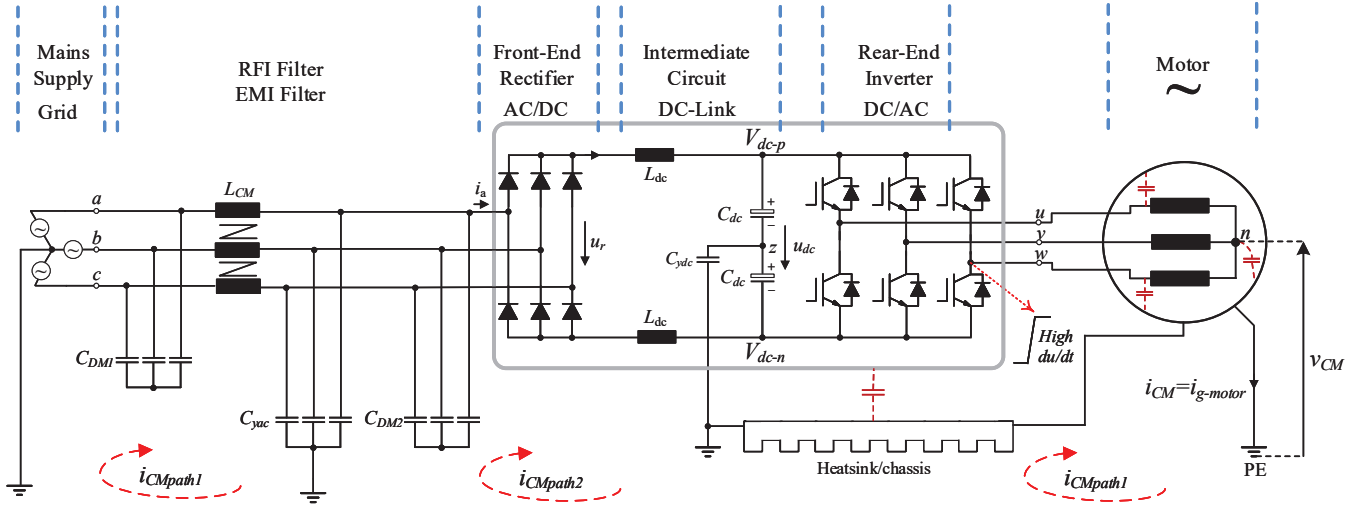 Mains
Supply
Grid
RFI Filter
EMI Filter
Front-End
Rectifier
AC/DC
Intermediate
Circuit
DC-Link
Rear-End
Inverter
DC/AC
Motor
~
a
b
c
L_CM
i_a
u_r
L_dc
L_dc
V_dc-p
V_dc-n
C_dc
+
−
C_dc
+
−
z
u_dc
C_ydc
u
v
w
n
High
du/dt
C_DM1
C_yac
C_DM2
i_CM=i_g-motor
v_CM
PE
Heatsink/chassis
i_CMpath1
i_CMpath2
i_CMpath1